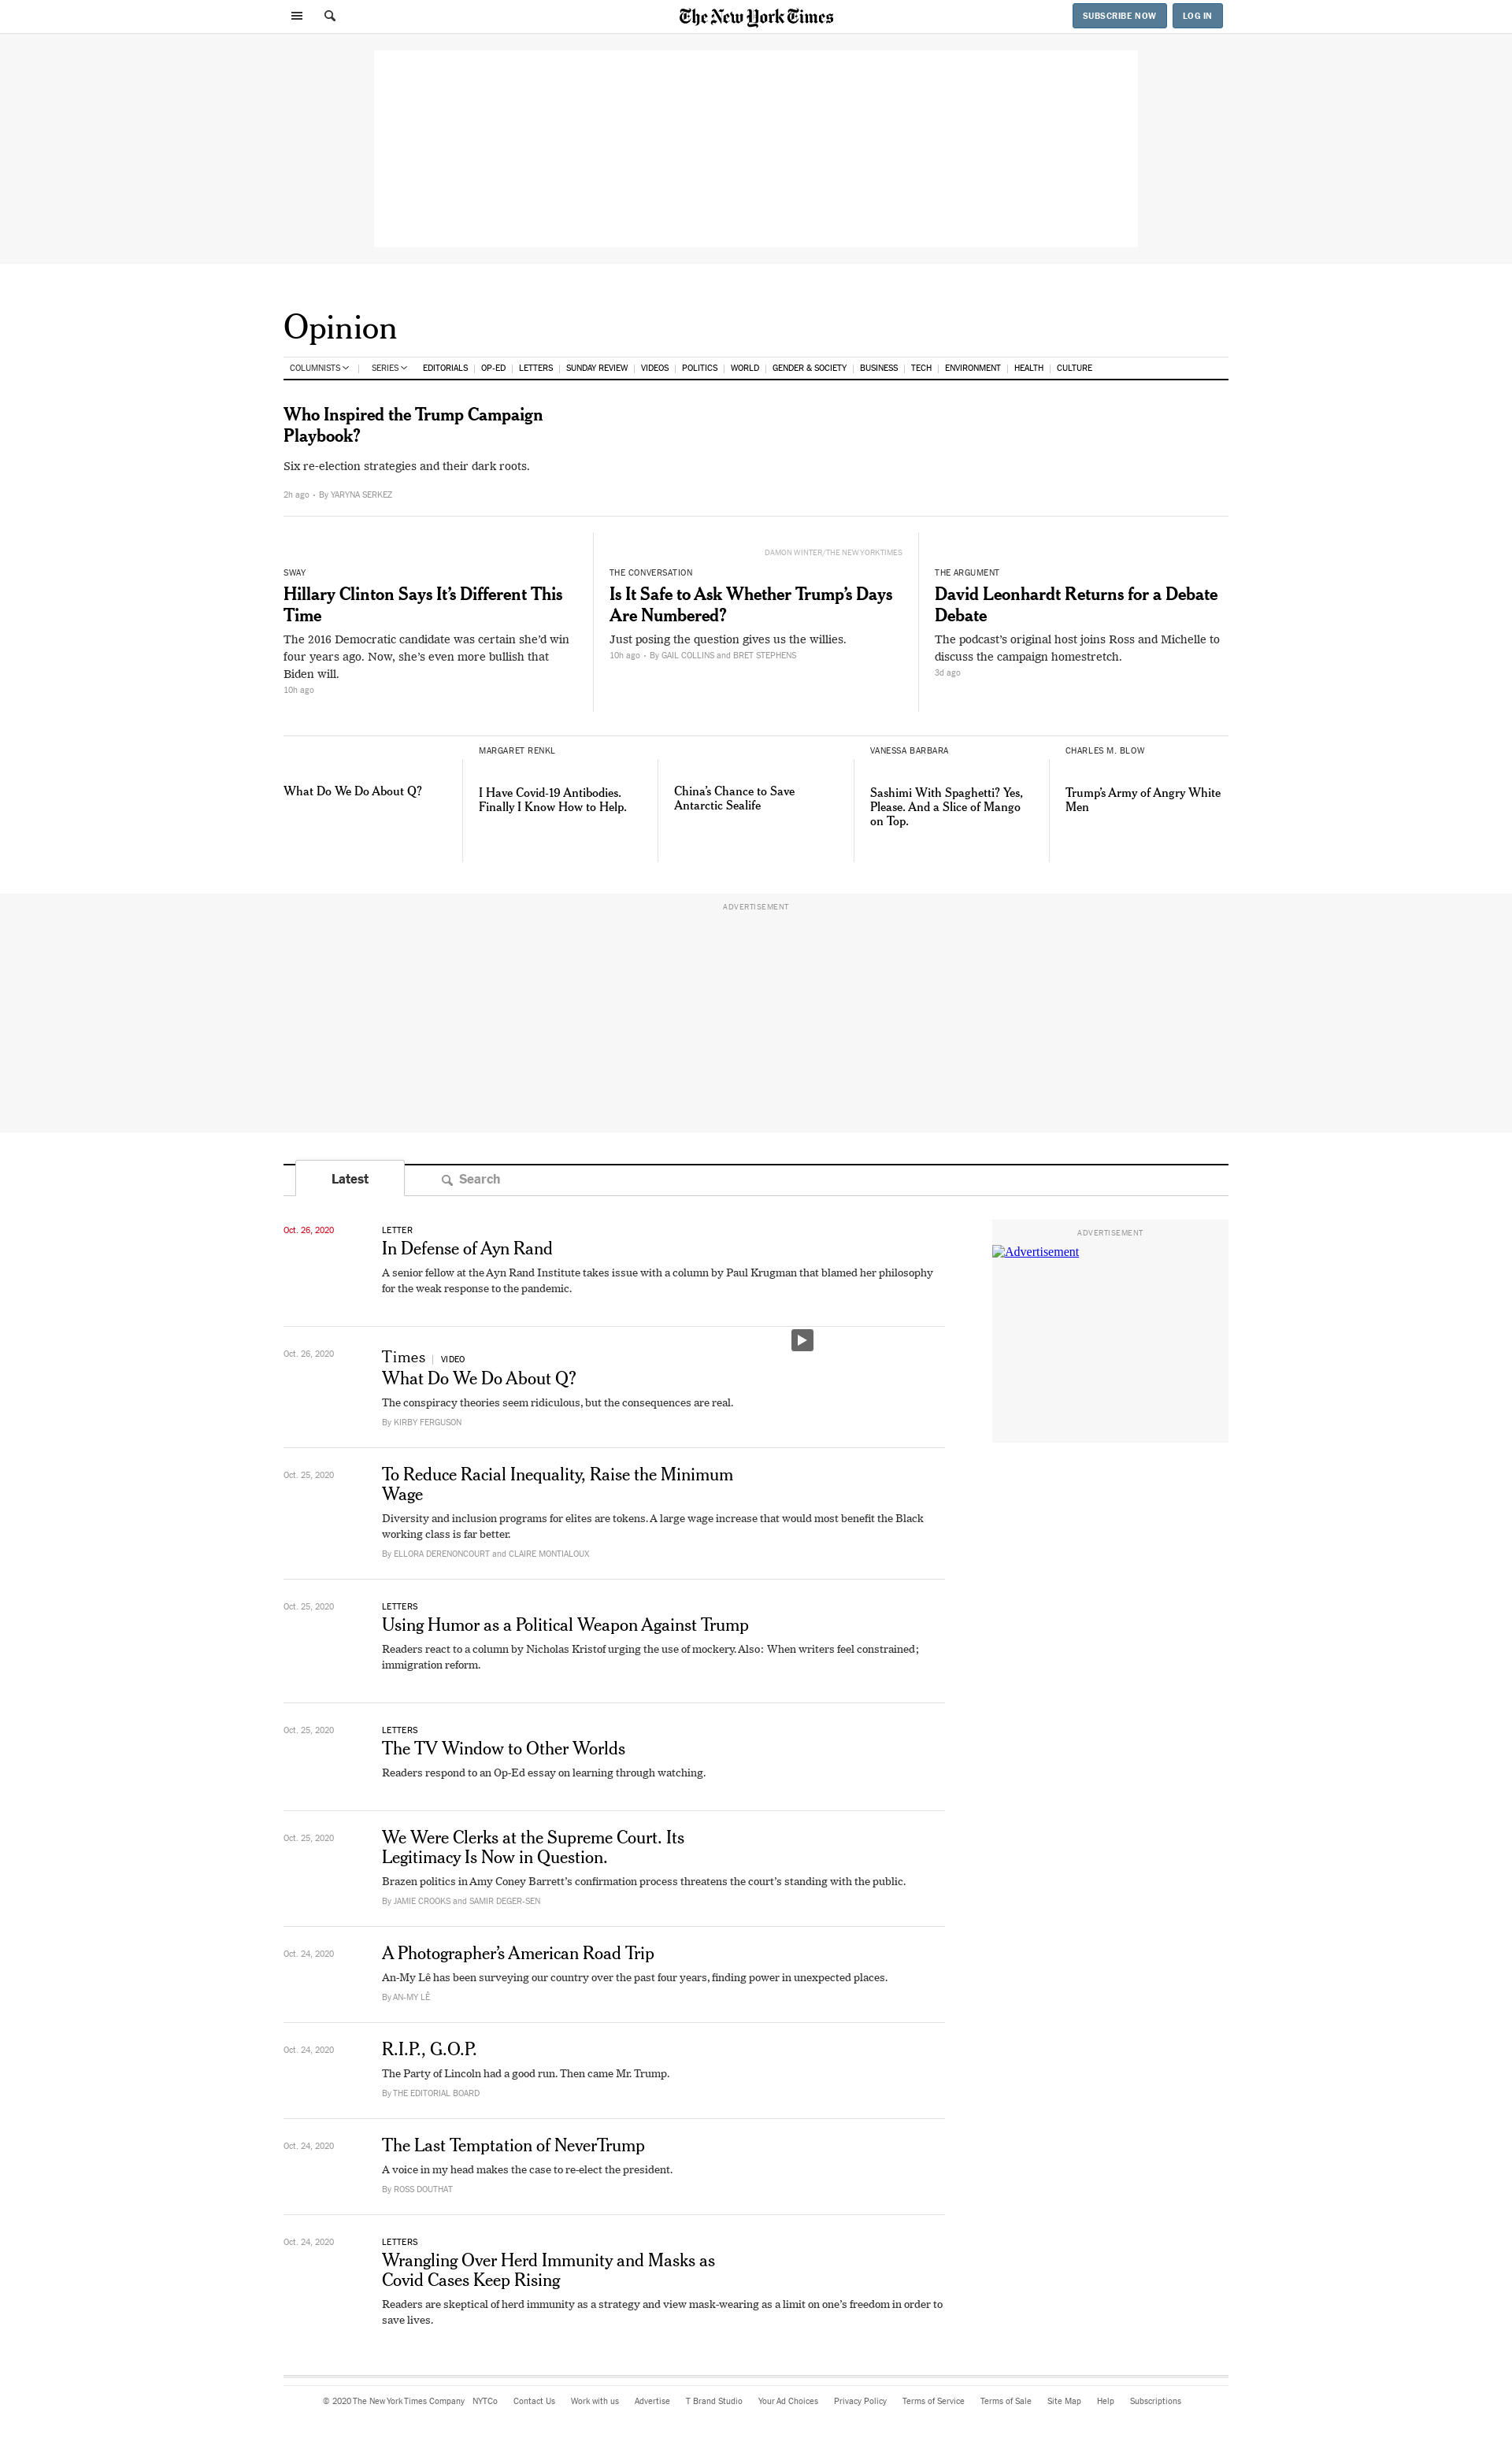 The New York Times
SUBSCRIBE NOW
LOG IN
Opinion
COLUMNISTS
SERIES
EDITORIALS
OP-ED
LETTERS
SUNDAY REVIEW
VIDEOS
POLITICS
WORLD
GENDER & SOCIETY
BUSINESS
TECH
ENVIRONMENT
HEALTH
CULTURE
Who Inspired the Trump Campaign
Playbook?
Six re-election strategies and their dark roots.
2h ago • By YARYNA SERKEZ
SWAY
Hillary Clinton Says It’s Different This
Time
The 2016 Democratic candidate was certain she’d win
four years ago. Now, she’s even more bullish that
Biden will.
10h ago
DAMON WINTER/THE NEW YORK TIMES
THE CONVERSATION
Is It Safe to Ask Whether Trump’s Days
Are Numbered?
Just posing the question gives us the willies.
10h ago • By GAIL COLLINS and BRET STEPHENS
THE ARGUMENT
David Leonhardt Returns for a Debate
Debate
The podcast’s original host joins Ross and Michelle to
discuss the campaign homestretch.
3d ago
What Do We Do About Q?
MARGARET RENKL
I Have Covid-19 Antibodies.
Finally I Know How to Help.
China’s Chance to Save
Antarctic Sealife
VANESSA BARBARA
Sashimi With Spaghetti? Yes,
Please. And a Slice of Mango
on Top.
CHARLES M. BLOW
Trump’s Army of Angry White
Men
ADVERTISEMENT
Latest
Search
Oct. 26, 2020
LETTER
In Defense of Ayn Rand
A senior fellow at the Ayn Rand Institute takes issue with a column by Paul Krugman that blamed her philosophy
for the weak response to the pandemic.
ADVERTISEMENT
Advertisement
Oct. 26, 2020
Times | VIDEO
What Do We Do About Q?
The conspiracy theories seem ridiculous, but the consequences are real.
By KIRBY FERGUSON
Oct. 25, 2020
To Reduce Racial Inequality, Raise the Minimum
Wage
Diversity and inclusion programs for elites are tokens. A large wage increase that would most benefit the Black
working class is far better.
By ELLORA DERENONCOURT and CLAIRE MONTIALOUX
Oct. 25, 2020
LETTERS
Using Humor as a Political Weapon Against Trump
Readers react to a column by Nicholas Kristof urging the use of mockery. Also: When writers feel constrained;
immigration reform.
Oct. 25, 2020
LETTERS
The TV Window to Other Worlds
Readers respond to an Op-Ed essay on learning through watching.
Oct. 25, 2020
We Were Clerks at the Supreme Court. Its
Legitimacy Is Now in Question.
Brazen politics in Amy Coney Barrett’s confirmation process threatens the court’s standing with the public.
By JAMIE CROOKS and SAMIR DEGER-SEN
Oct. 24, 2020
A Photographer’s American Road Trip
An-My Lê has been surveying our country over the past four years, finding power in unexpected places.
By AN-MY LÊ
Oct. 24, 2020
R.I.P., G.O.P.
The Party of Lincoln had a good run. Then came Mr. Trump.
By THE EDITORIAL BOARD
Oct. 24, 2020
The Last Temptation of NeverTrump
A voice in my head makes the case to re-elect the president.
By ROSS DOUTHAT
Oct. 24, 2020
LETTERS
Wrangling Over Herd Immunity and Masks as
Covid Cases Keep Rising
Readers are skeptical of herd immunity as a strategy and view mask-wearing as a limit on one’s freedom in order to
save lives.
© 2020 The New York Times Company
NYTCo
Contact Us
Work with us
Advertise
T Brand Studio
Your Ad Choices
Privacy Policy
Terms of Service
Terms of Sale
Site Map
Help
Subscriptions